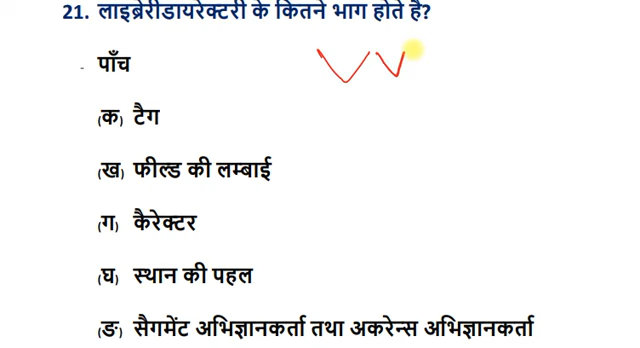 21. लाइब्रेरीडायरेक्टरी के कितने भाग होते है?
- पाँच
(क) टैग
(ख) फील्ड की लम्बाई
(ग) कैरेक्टर
(घ) स्थान की पहल
(ङ) सैगमेंट अभिज्ञानकर्ता तथा अकरेन्स अभिज्ञानकर्ता